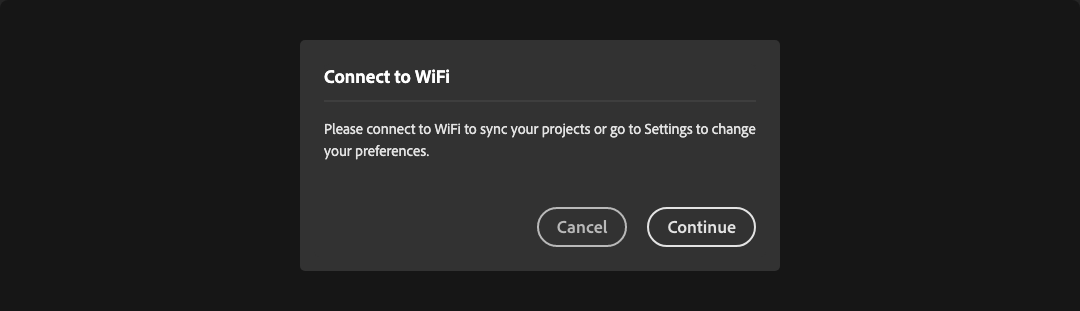 Connect to WiFi
Please connect to WiFi to sync your projects or go to Settings to change
your preferences.
Cancel Continue